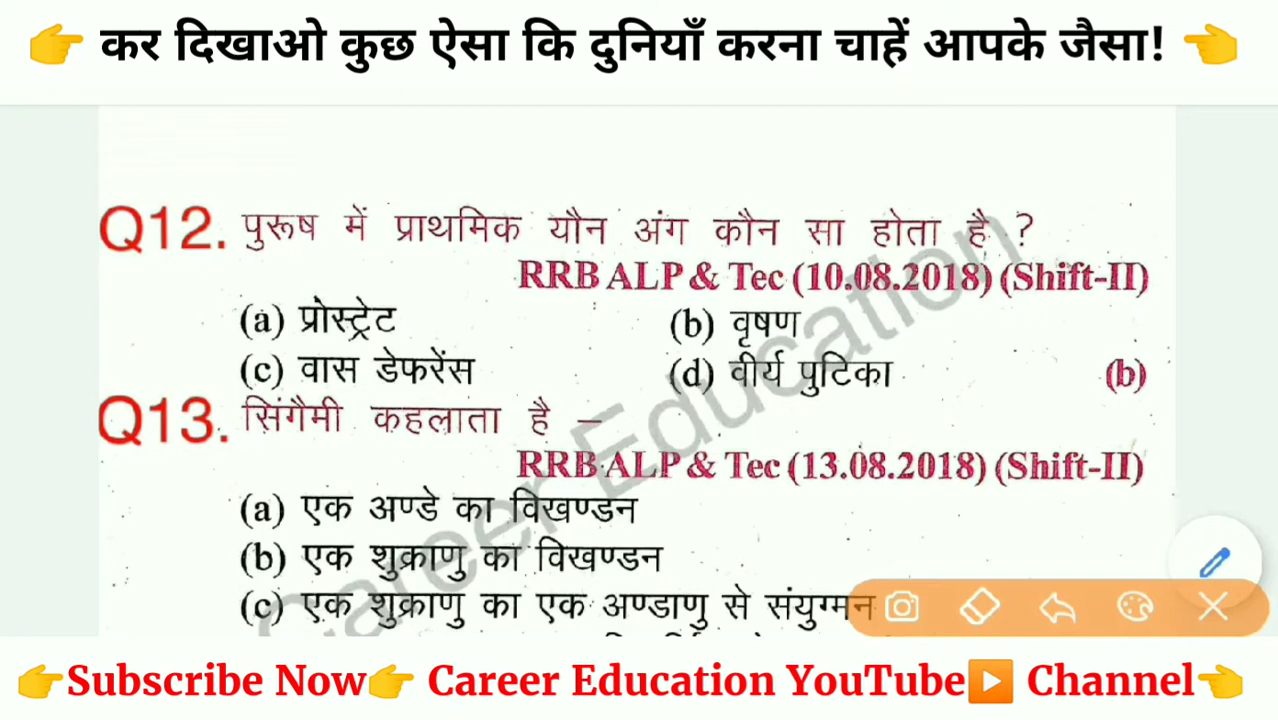 👉 कर दिखाओ कुछ ऐसा कि दुनियाँ करना चाहें आपके जैसा! 👈
Q12. पुरूष में प्राथमिक यौन अंग कौन सा होता है ?
RRB ALP & Tec (10.08.2018) (Shift-II)
(a) प्रोस्ट्रेट (b) वृषण
(c) वास डेफरेंस (d) वीर्य पुटिका (b)
Q13. सिंगैमी कहलाता है –
RRB ALP & Tec (13.08.2018) (Shift-II)
(a) एक अण्डे का विखण्डन
(b) एक शुक्राणु का विखण्डन
(c) एक शुक्राणु का एक अण्डाणु से संयुग्मन
Career Education
👉Subscribe Now👉 Career Education YouTube▶️ Channel👈